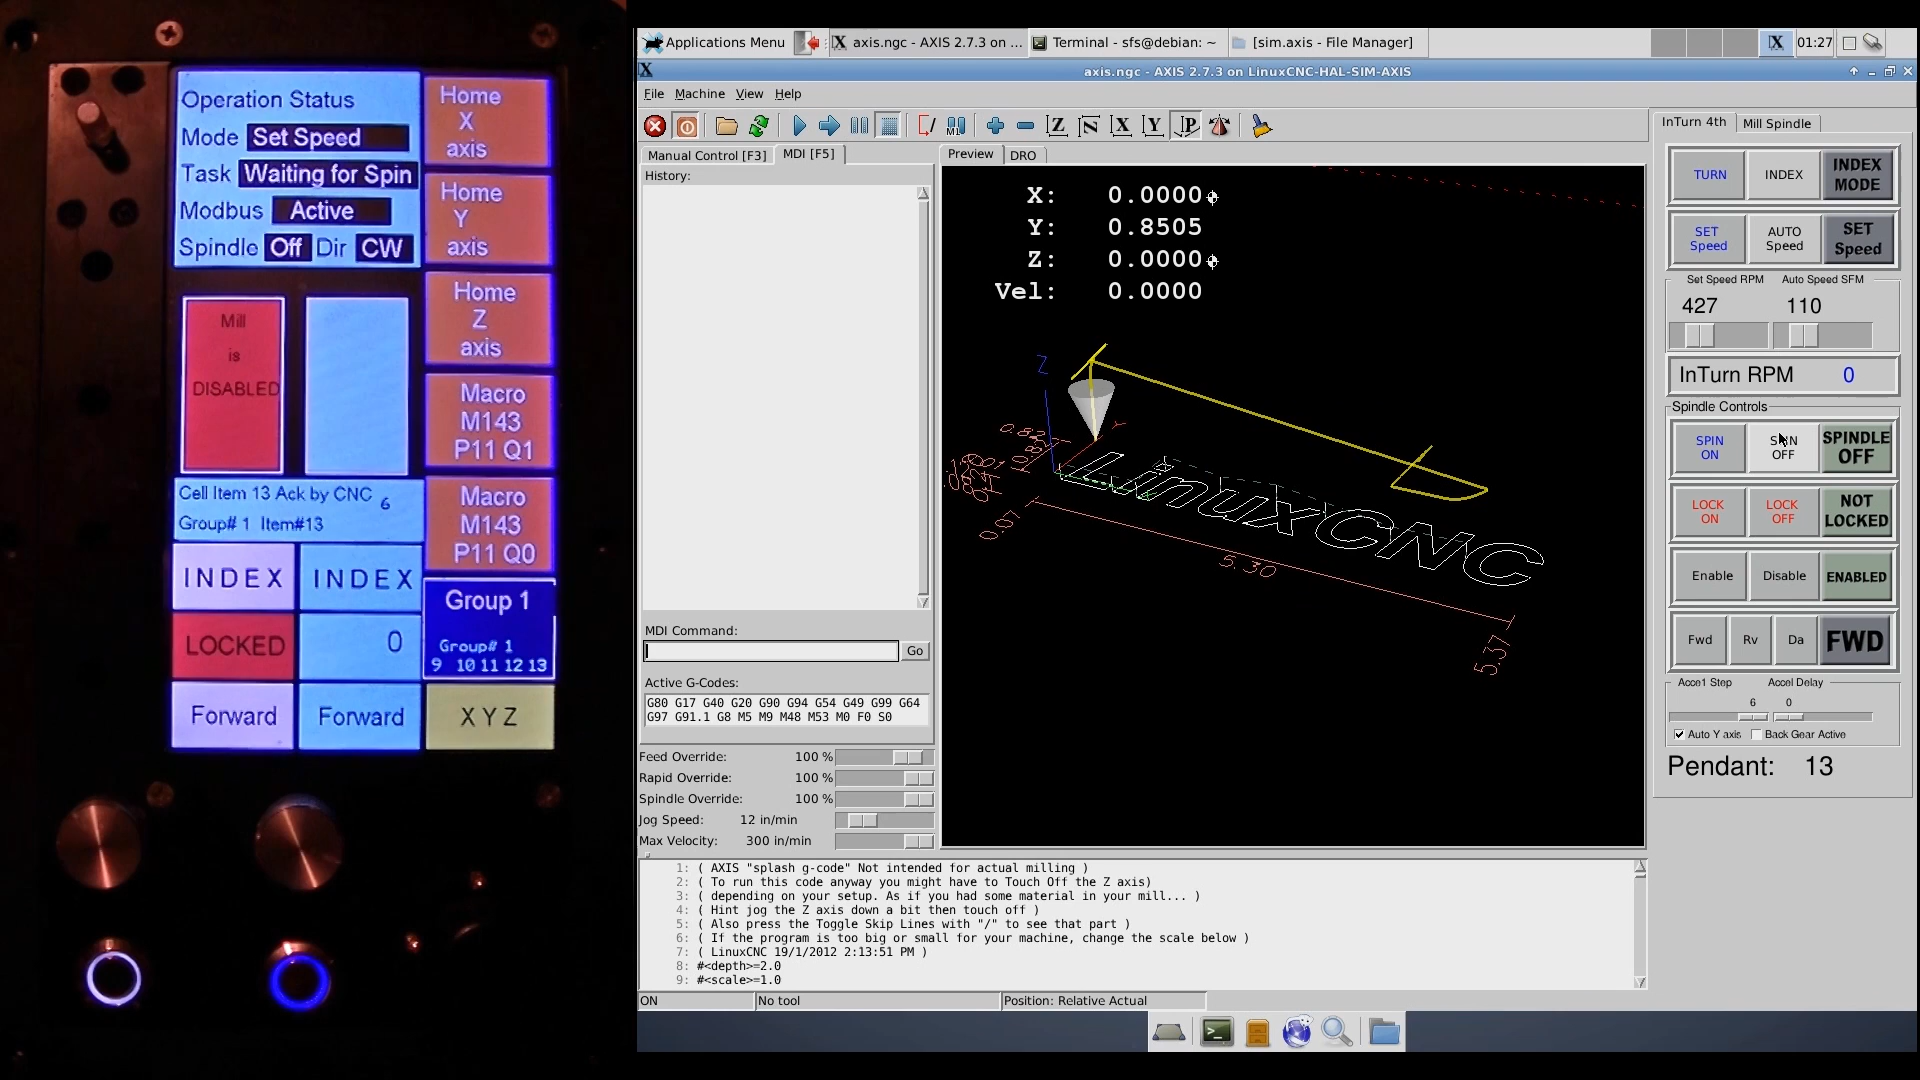 Operation Status
Mode Set Speed
Task Waiting for Spin
Modbus Active
Spindle Off Dir CW
Mill
is
DISABLED
Cell Item 13 Ack by CNC 6
Group# 1 Item#13
INDEX INDEX
LOCKED 0
Forward Forward
Home
X
axis
Home
Y
axis
Home
Z
axis
Macro
M143
P11 Q1
Macro
M143
P11 Q0
Group 1
Group# 1
9 10 11 12 13
X Y Z
Applications Menu axis.ngc - AXIS 2.7.3 on ... Terminal - sfs@debian: ~ [sim.axis - File Manager] 01:27
axis.ngc - AXIS 2.7.3 on LinuxCNC-HAL-SIM-AXIS
File Machine View Help
Manual Control [F3] MDI [F5]
History:
MDI Command:
Go
Active G-Codes:
G80 G17 G40 G20 G90 G94 G54 G49 G99 G64
G97 G91.1 G8 M5 M9 M48 M53 M0 F0 S0
Feed Override: 100 %
Rapid Override: 100 %
Spindle Override: 100 %
Jog Speed: 12 in/min
Max Velocity: 300 in/min
Preview DRO
X: 0.0000
Y: 0.8505
Z: 0.0000
Vel: 0.0000
Z
Y
LinuxCNC
0.01
5.30
5.37
1: ( AXIS "splash g-code" Not intended for actual milling )
2: ( To run this code anyway you might have to Touch Off the Z axis)
3: ( depending on your setup. As if you had some material in your mill... )
4: ( Hint jog the Z axis down a bit then touch off )
5: ( Also press the Toggle Skip Lines with "/" to see that part )
6: ( If the program is too big or small for your machine, change the scale below )
7: ( LinuxCNC 19/1/2012 2:13:51 PM )
8: #<depth>=2.0
9: #<scale>=1.0
ON No tool Position: Relative Actual
InTurn 4th Mill Spindle
TURN INDEX INDEX MODE
SET Speed AUTO Speed SET Speed
Set Speed RPM Auto Speed SFM
427 110
InTurn RPM 0
Spindle Controls
SPIN ON SPIN OFF SPINDLE OFF
LOCK ON LOCK OFF NOT LOCKED
Enable Disable ENABLED
Fwd Rv Da FWD
Acce1 Step Accel Delay
6 0
Auto Y axis Back Gear Active
Pendant: 13